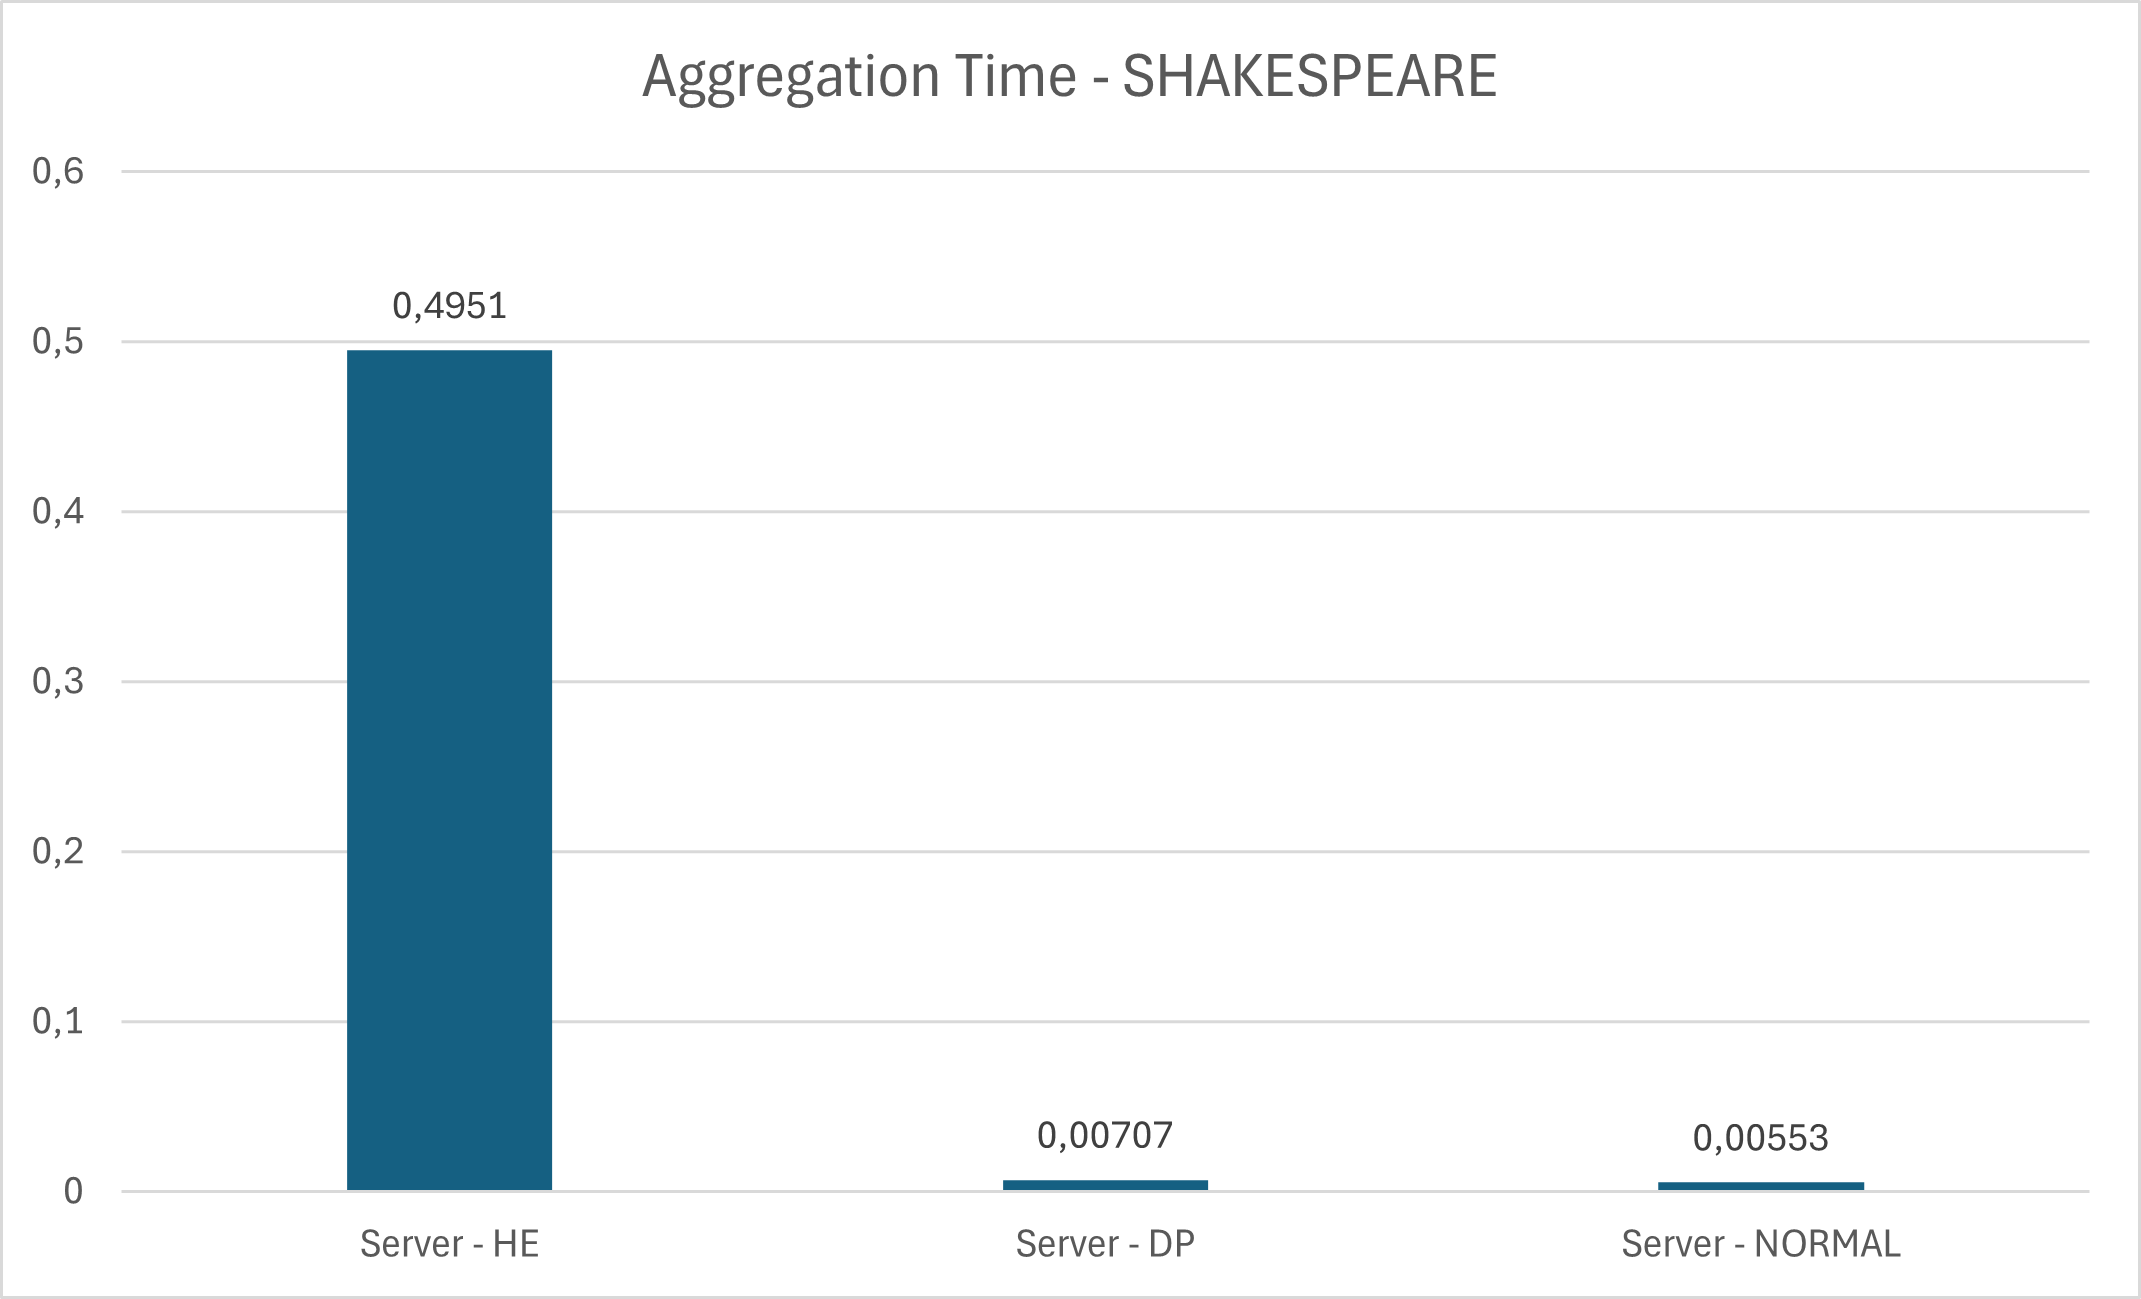 Aggregation Time - SHAKESPEARE
0,6
0,5
0,4
0,3
0,2
0,1
0
0,4951
0,00707
0,00553
Server - HE
Server - DP
Server - NORMAL